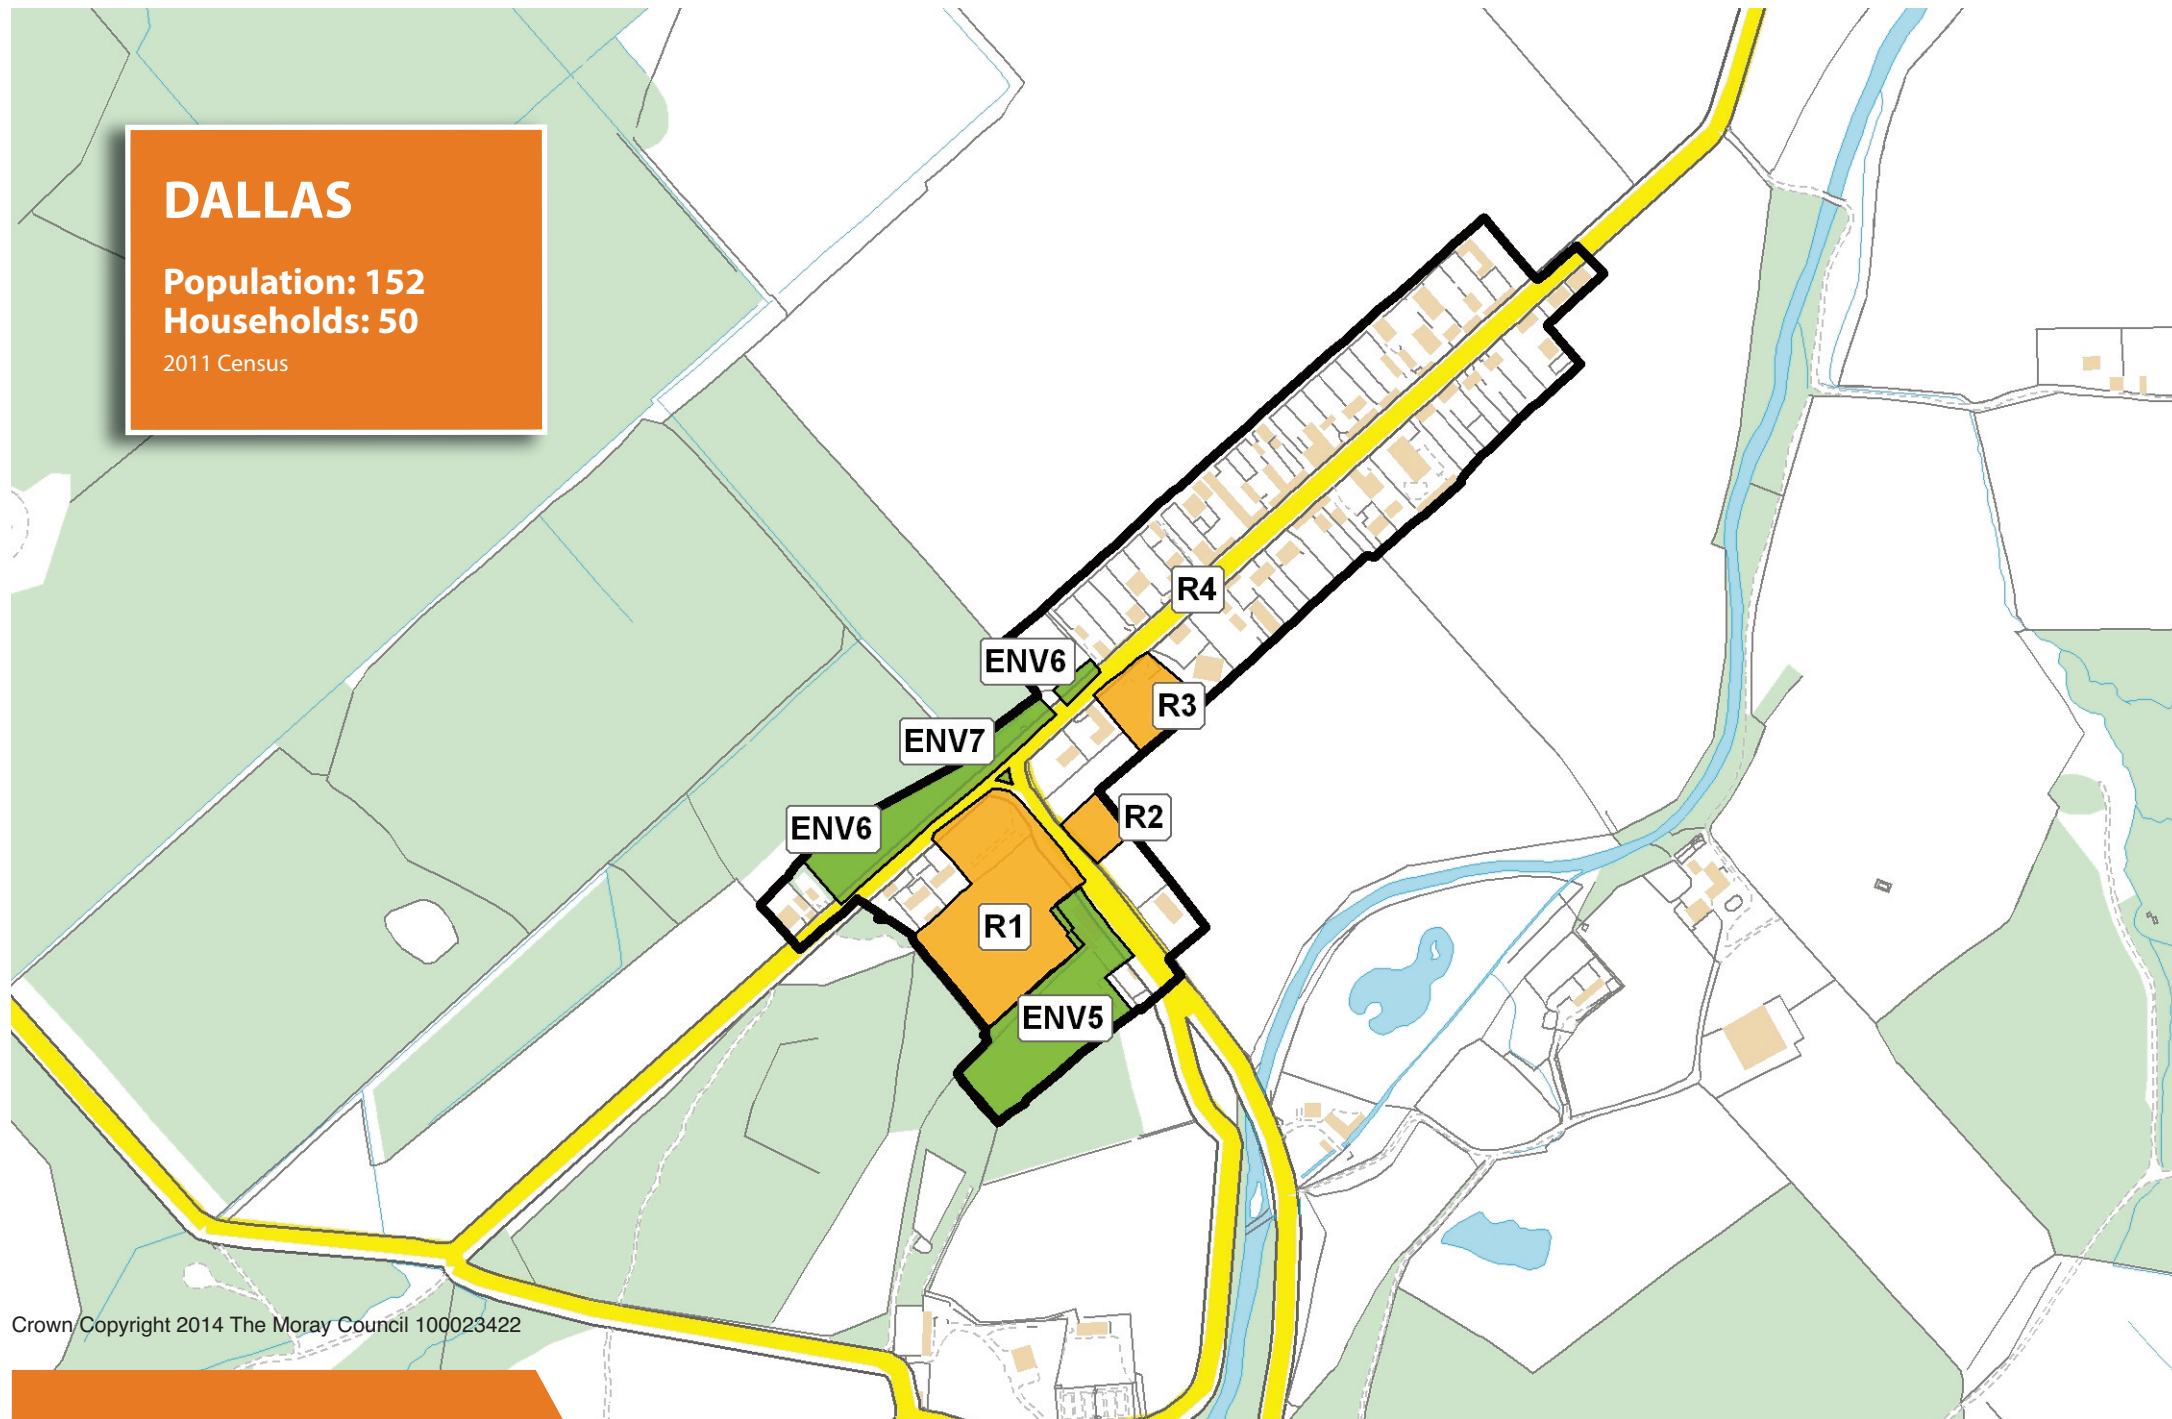 DALLAS
Population: 152
Households: 50
2011 Census
R4
ENV6
R3
ENV7
R2
ENV6
R1
ENV5
Crown Copyright 2014 The Moray Council 100023422